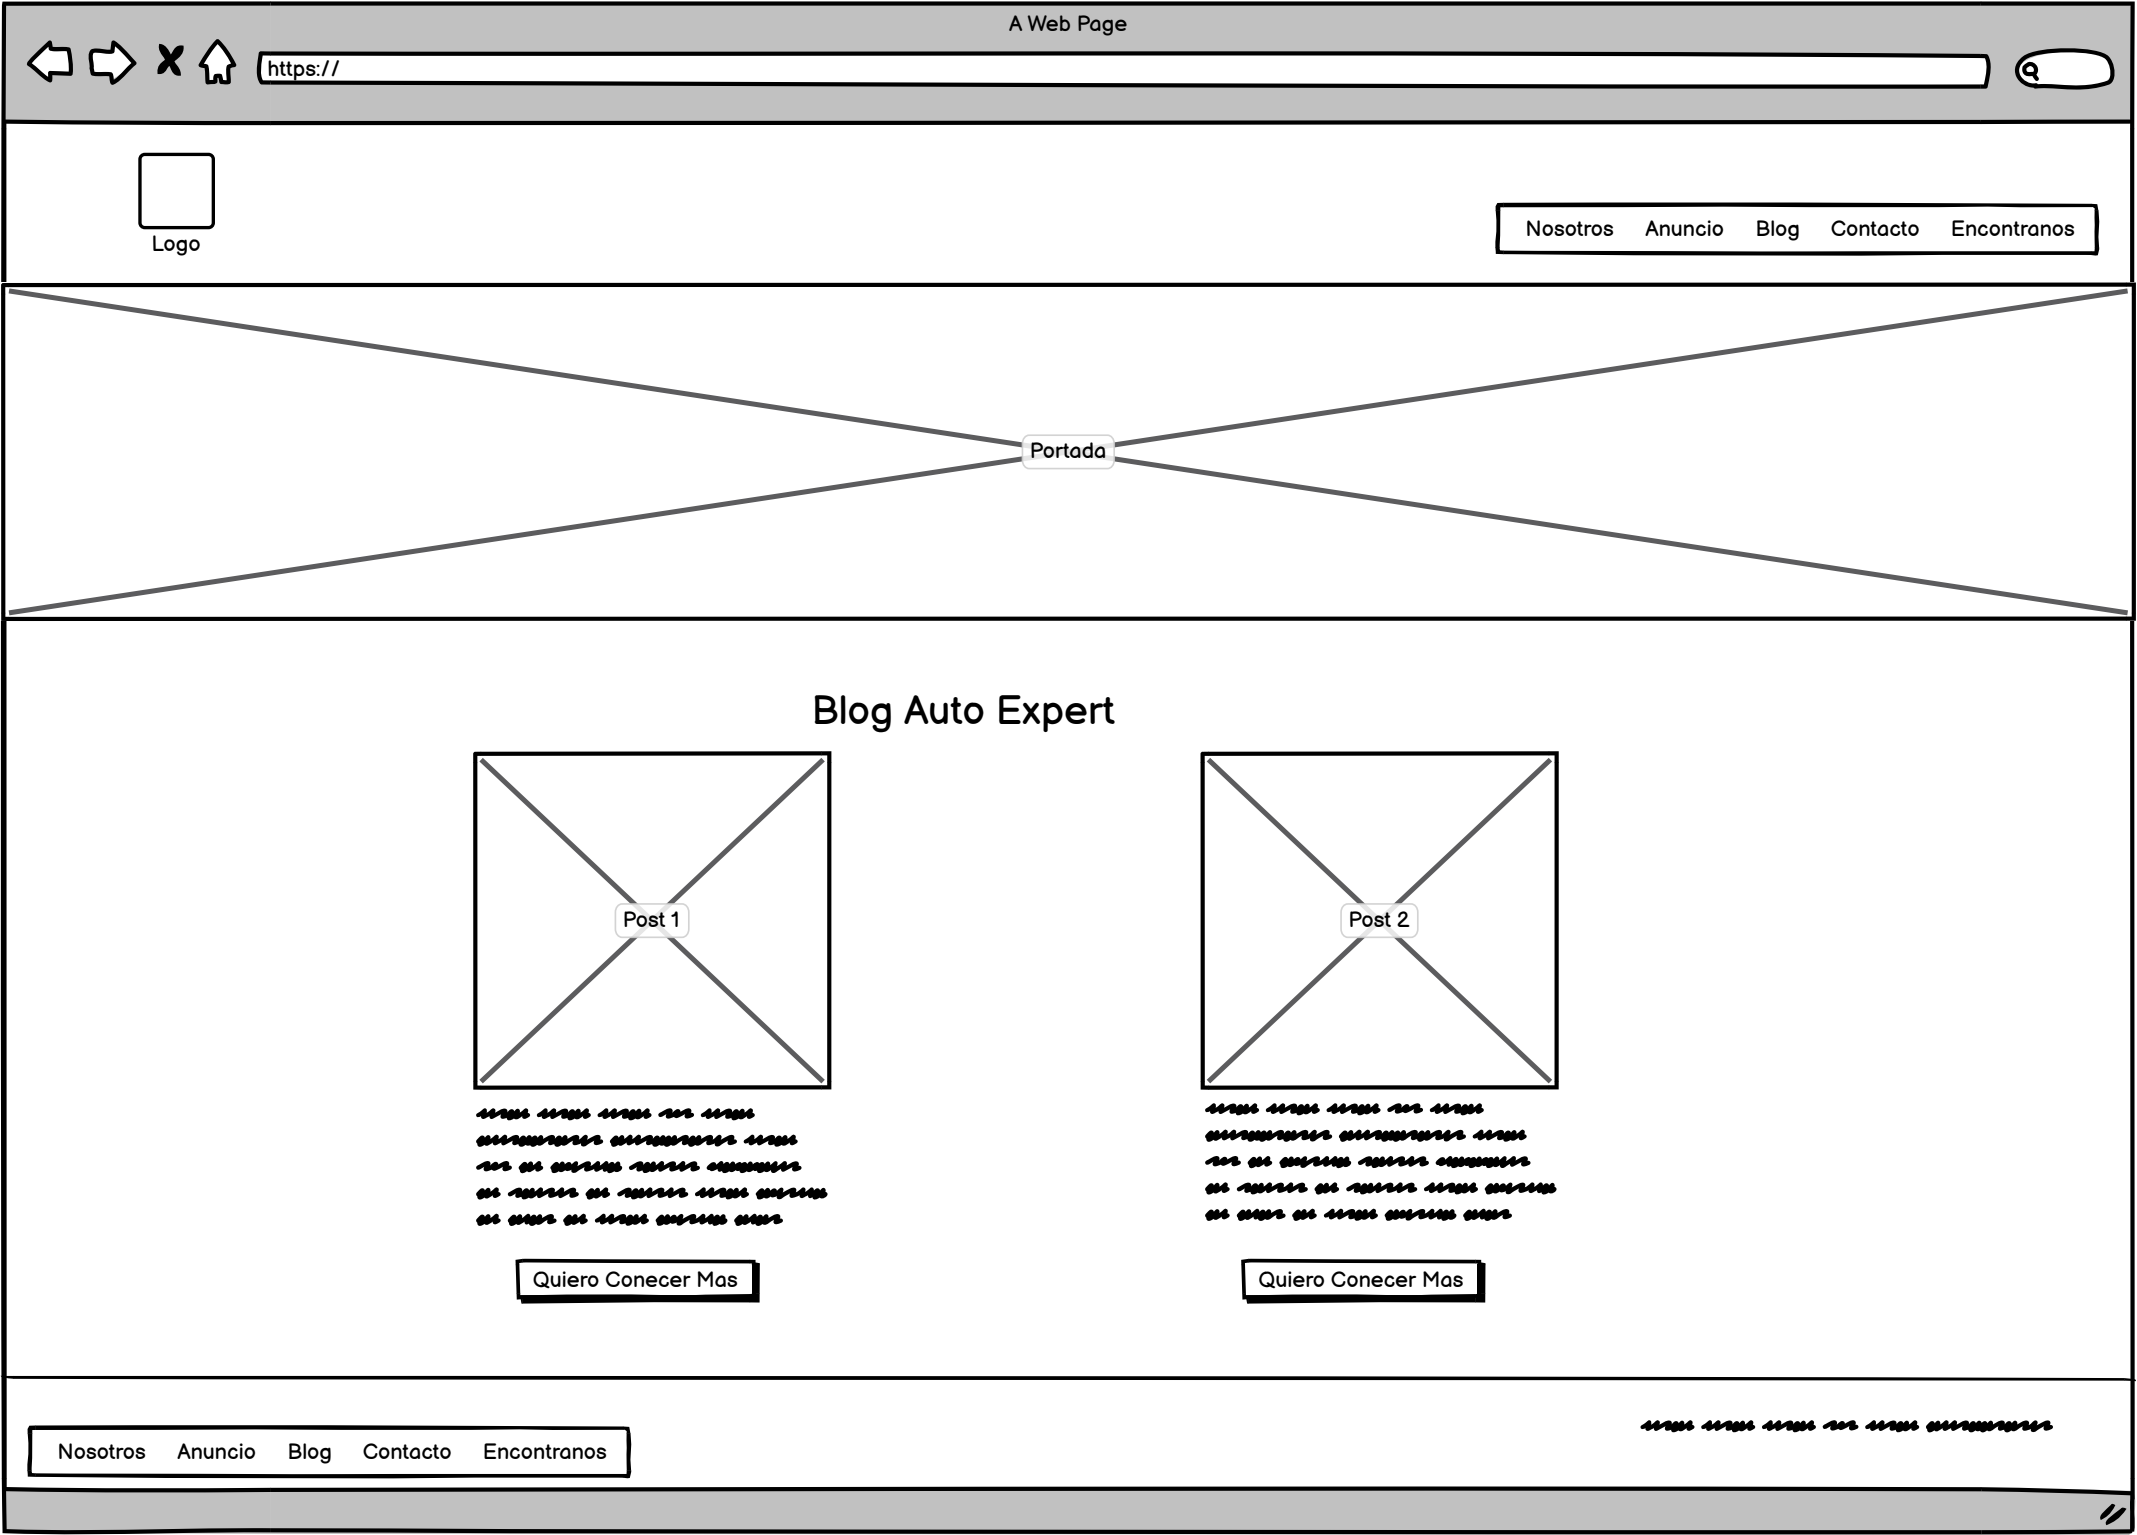 A Web Page
https://
Logo
Nosotros Anuncio Blog Contacto Encontranos
Portada
Blog Auto Expert
Post 1
Post 2
Quiero Conecer Mas
Quiero Conecer Mas
Nosotros Anuncio Blog Contacto Encontranos